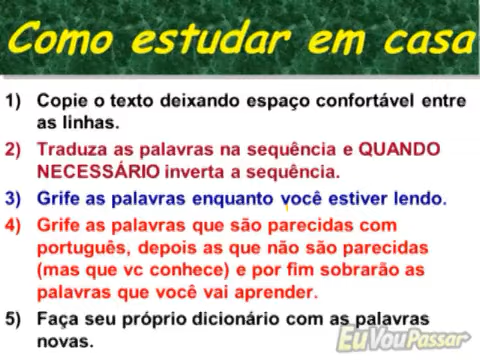 Como estudar em casa
1) Copie o texto deixando espaço confortável entre
as linhas.
2) Traduza as palavras na sequência e QUANDO
NECESSÁRIO inverta a sequência.
3) Grife as palavras enquanto você estiver lendo.
4) Grife as palavras que são parecidas com
português, depois as que não são parecidas
(mas que vc conhece) e por fim sobrarão as
palavras que você vai aprender.
5) Faça seu próprio dicionário com as palavras
novas.
EuVouPassar